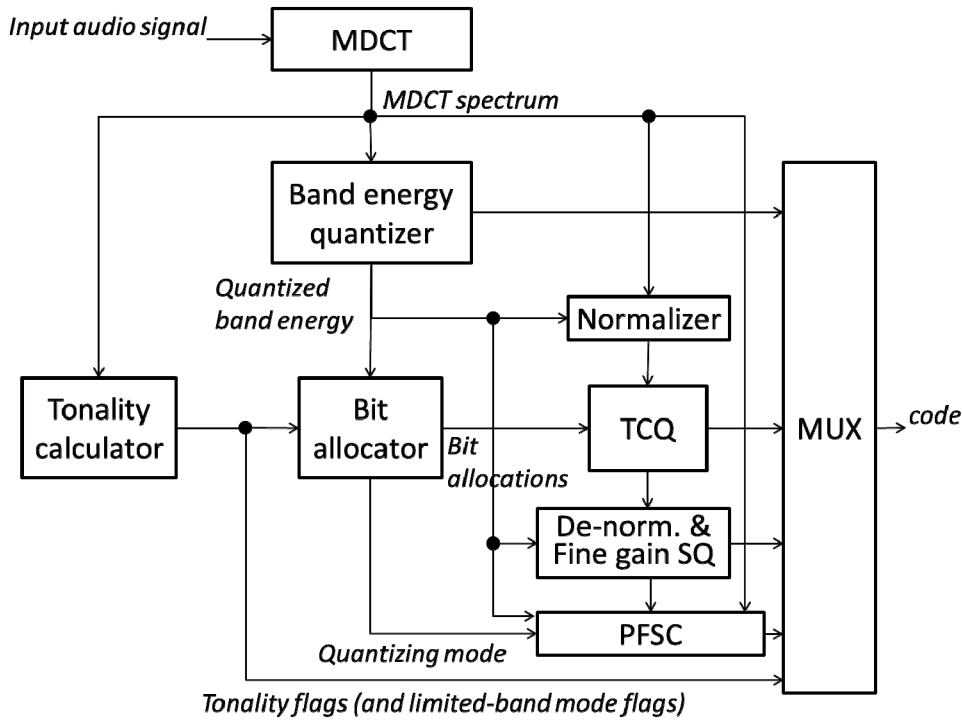 Input audio signal
MDCT
MDCT spectrum
Band energy
quantizer
Quantized
band energy
Normalizer
Tonality
calculator
Bit
allocator
Bit
allocations
TCQ
MUX
code
De-norm. &
Fine gain SQ
PFSC
Quantizing mode
Tonality flags (and limited-band mode flags)